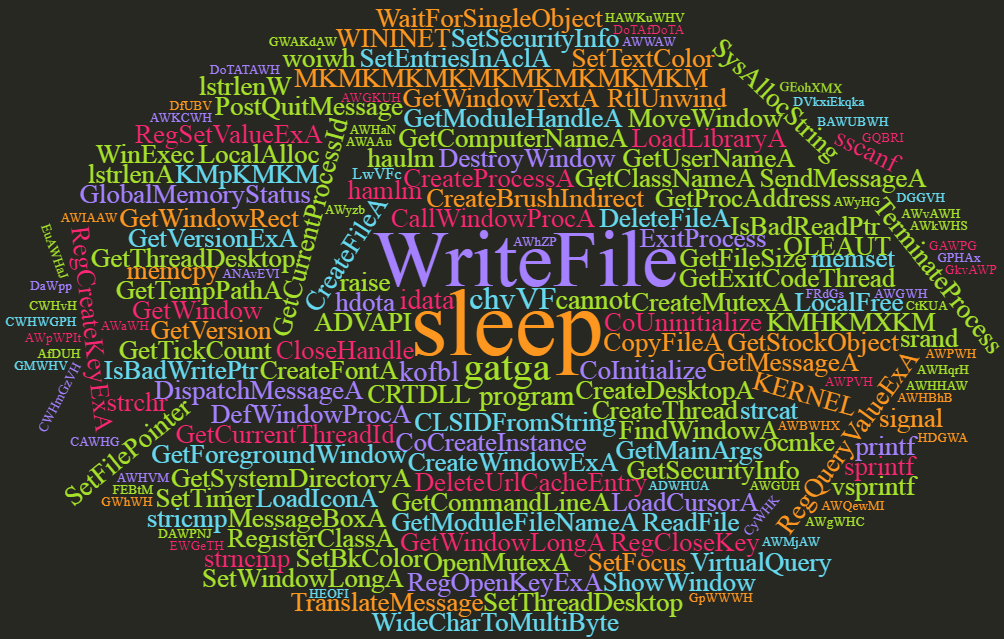 WaitForSingleObject HAWKuWHV
DoTAfDoTA
GWAKdAW WININET SetSecurityInfo AWWAW
woiwh SetEntriesInAclA SetTextColor
DoTATAWH
lstrlenW MKMKMKMKMKMKMKMKMKM
SysAllocString
GEohXMX
DfUBV PostQuitMessage AWGKUH GetWindowTextA RtlUnwind
DVkxiEkqka
AWKCWH GetModuleHandleA MoveWindow BAWUBWH
RegSetValueExA AWHaN GetComputerNameA LoadLibraryA sscanf GQBRI
AWAAu
WinExec LocalAlloc haulm DestroyWindow GetUserNameA
GetCurrentProcessId
lstrlenA KMpKMKM LwVFc CreateProcessA GetClassNameA SendMessageA
GlobalMemoryStatus hamlm CreateBrushIndirect GetProcAddress AWyHG DGGVH
AWIAAW GetWindowRect AWyzb CallWindowProcA DeleteFileA IsBadReadPtr AWvAWH
AWkWHS
TerminateProcess
EuAWHaJ GetVersionExA CreateFileA WriteFile AWhZP ExitProcess OLEAUT GAWPG
RegCreateKeyExA
DaWpp GetThreadDesktop GetFileSize memset GPHAx
memcpy ANAvEVI raise GetExitCodeThread GkvAWP
GetTempPathA hdota idata chvVF cannot CreateMutexA LocalFree FRdGs AWGWH CtKUA
CWHvH GetWindow
CWHWGPH AWaWH GetVersion ADVAPI sleep CoUninitialize KMHKMXKM
AWpWPIt GetTickCount CloseHandle CopyFileA GetStockObject srand
AfDUH AWPWH
GMWHV IsBadWritePtr CreateFontA kofbl gatga CoInitialize GetMessageA AWHqrH
CWHmGzVH DispatchMessageA CRTDLL program CreateDesktopA KERNEL AWPVH AWHHAW
strchr AWHBhB
DefWindowProcA CLSIDFromString CreateThread strcat signal
SetFilePointer GetCurrentThreadId FindWindowA AWBWHX
CAWHG GetForegroundWindow CoCreateInstance GetMainArgs ocmke printf HDGWA
RegQueryValueExA
AWHVM GetSystemDirectoryA CreateWindowExA GetSecurityInfo sprintf
FEBtM DeleteUrlCacheEntry ADWHUA AWGUH vsprintf
GWhWH SetTimer LoadIconA GetCommandLineA LoadCursorA CyWHK AWQewMI
stricmp MessageBoxA GetModuleFileNameA ReadFile AWgWHC
DAWPNJ
EWGeTH RegisterClassA GetWindowLongA RegCloseKey AWMjAW
strncmp SetBkColor OpenMutexA SetFocus VirtualQuery
SetWindowLongA RegOpenKeyExA ShowWindow
HEOFI
TranslateMessage SetThreadDesktop GpWWWH
WideCharToMultiByte